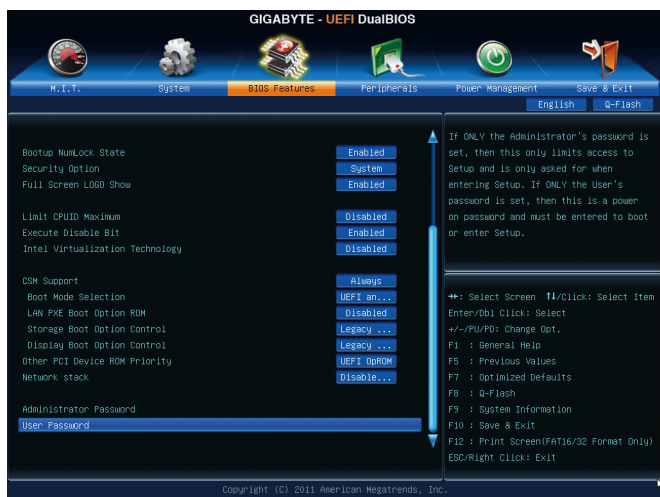 GIGABYTE - UEFI DualBIOS
M.I.T. System BIOS Features Peripherals Power Management Save & Exit
English Q-Flash
Bootup NumLock State Enabled
Security Option System
Full Screen LOGO Show Enabled
Limit CPUID Maximum Disabled
Execute Disable Bit Enabled
Intel Virtualization Technology Disabled
CSM Support Always
Boot Mode Selection UEFI an...
LAN PXE Boot Option ROM Disabled
Storage Boot Option Control Legacy ...
Display Boot Option Control Legacy ...
Other PCI Device ROM Priority UEFI OpROM
Network stack Disable...
Administrator Password
User Password
If ONLY the Administrator's password is
set, then this only limits access to
Setup and is only asked for when
entering Setup. If ONLY the User's
password is set, then this is a power
on password and must be entered to boot
or enter Setup.
→←: Select Screen ↑↓/Click: Select Item
Enter/Dbl Click: Select
+/-/PU/PD: Change Opt.
F1 : General Help
F5 : Previous Values
F7 : Optimized Defaults
F8 : Q-Flash
F9 : System Information
F10 : Save & Exit
F12 : Print Screen(FAT16/32 Format Only)
ESC/Right Click: Exit
Copyright (C) 2011 American Megatrends, Inc.